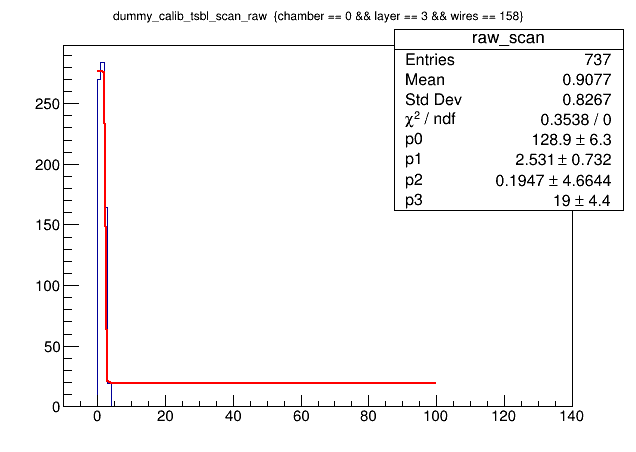 dummy_calib_tsbl_scan_raw {chamber == 0 && layer == 3 && wires == 158}
raw_scan
Entries 737
Mean 0.9077
Std Dev 0.8267
χ² / ndf 0.3538 / 0
p0 128.9 ± 6.3
p1 2.531 ± 0.732
p2 0.1947 ± 4.6644
p3 19 ± 4.4
250
200
150
100
50
0
0 20 40 60 80 100 120 140